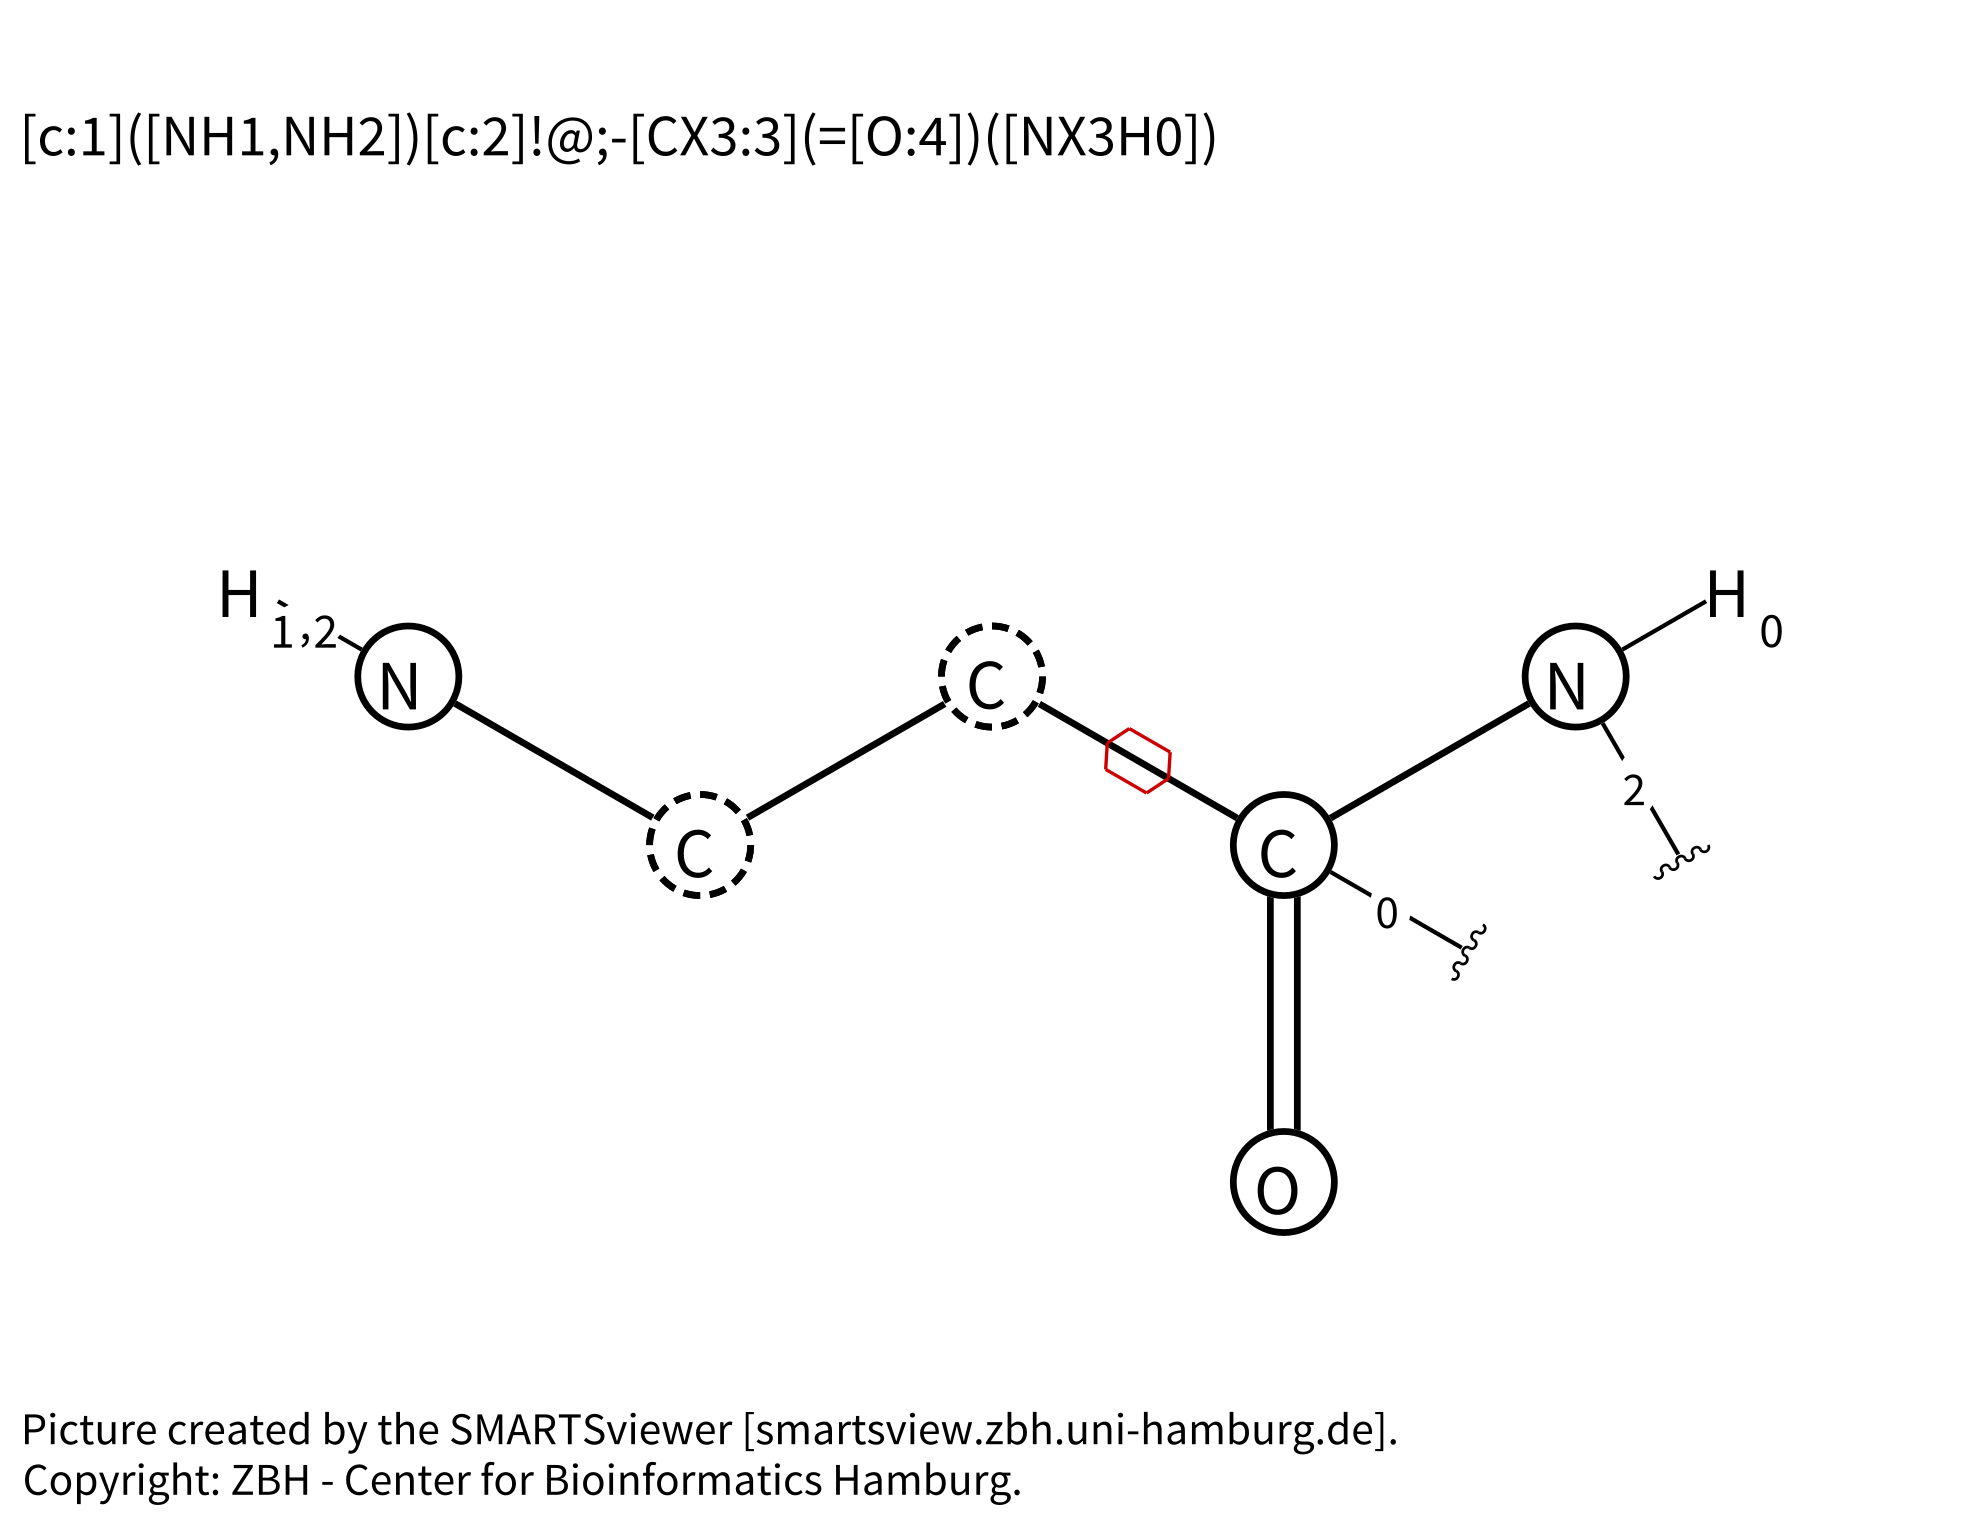 [c:1]([NH1,NH2])[c:2]!@;-[CX3:3](=[O:4])([NX3H0])
H 1,2
N
C
C
N
H 0
2
C
0
O
Picture created by the SMARTSviewer [smartsview.zbh.uni-hamburg.de].
Copyright: ZBH - Center for Bioinformatics Hamburg.